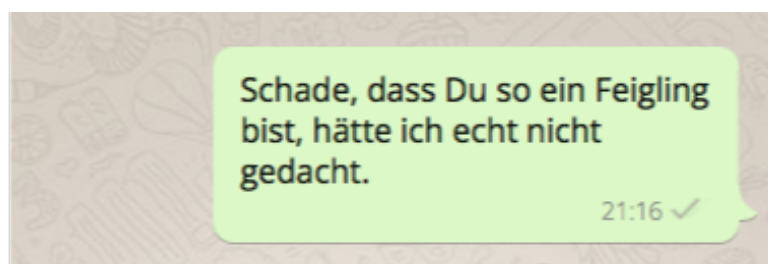 Schade, dass Du so ein Feigling
bist, hätte ich echt nicht
gedacht.
21:16